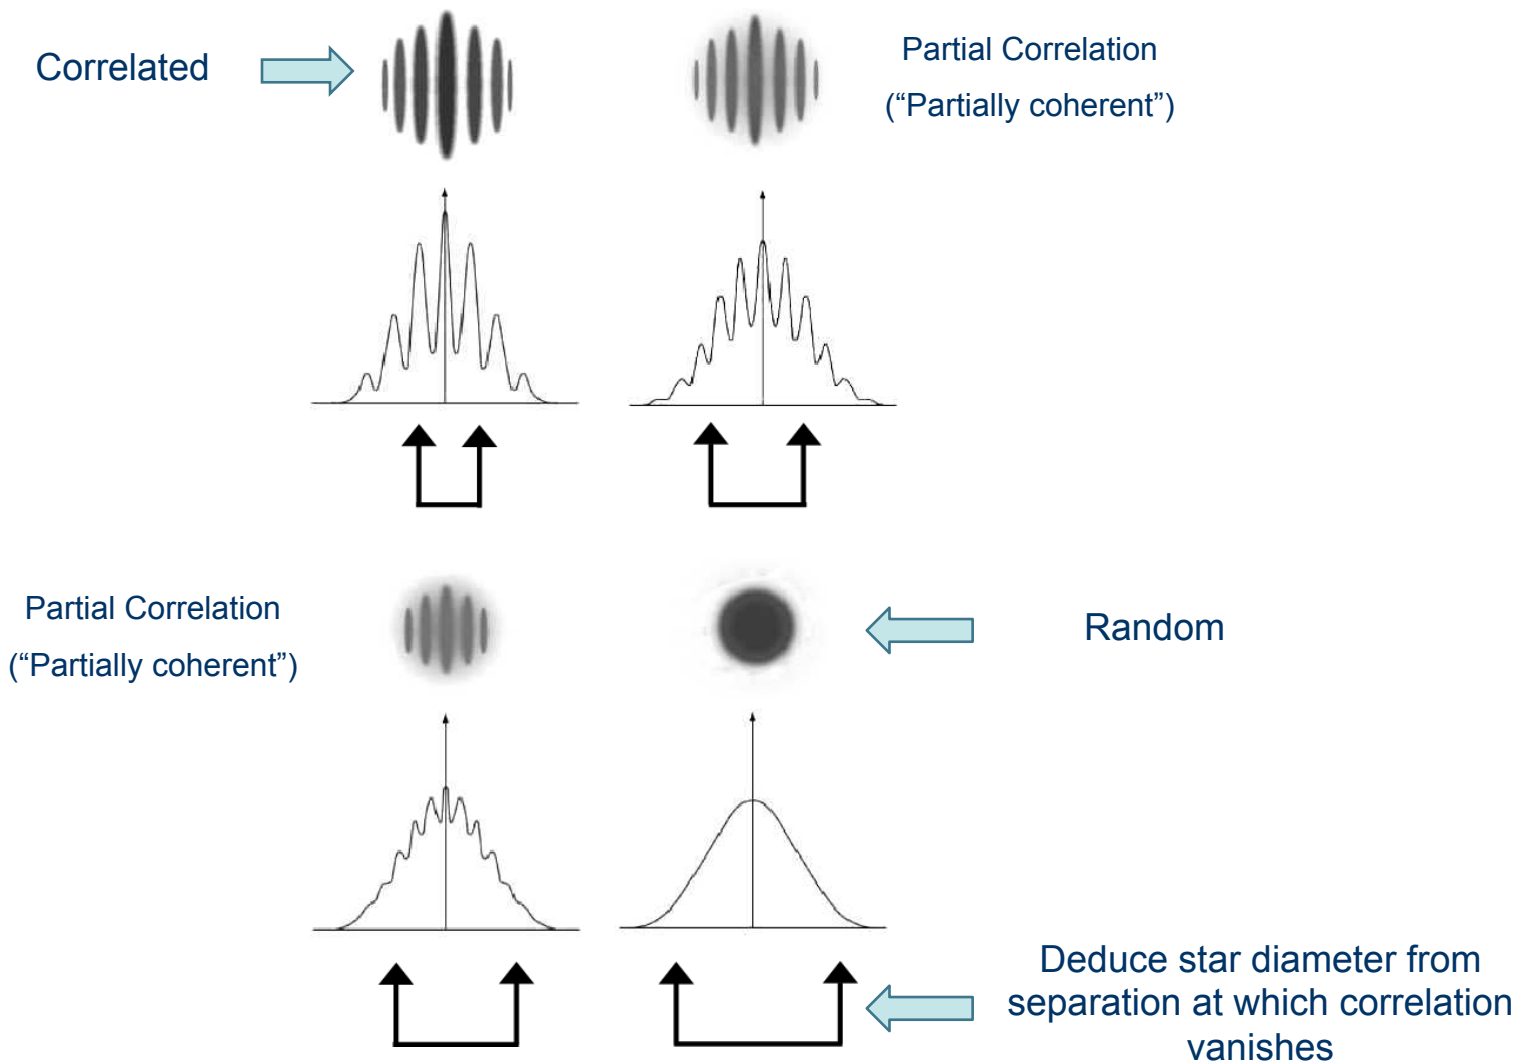 Correlated
Partial Correlation
(“Partially coherent”)
Partial Correlation
(“Partially coherent”)
Random
Deduce star diameter from
separation at which correlation
vanishes